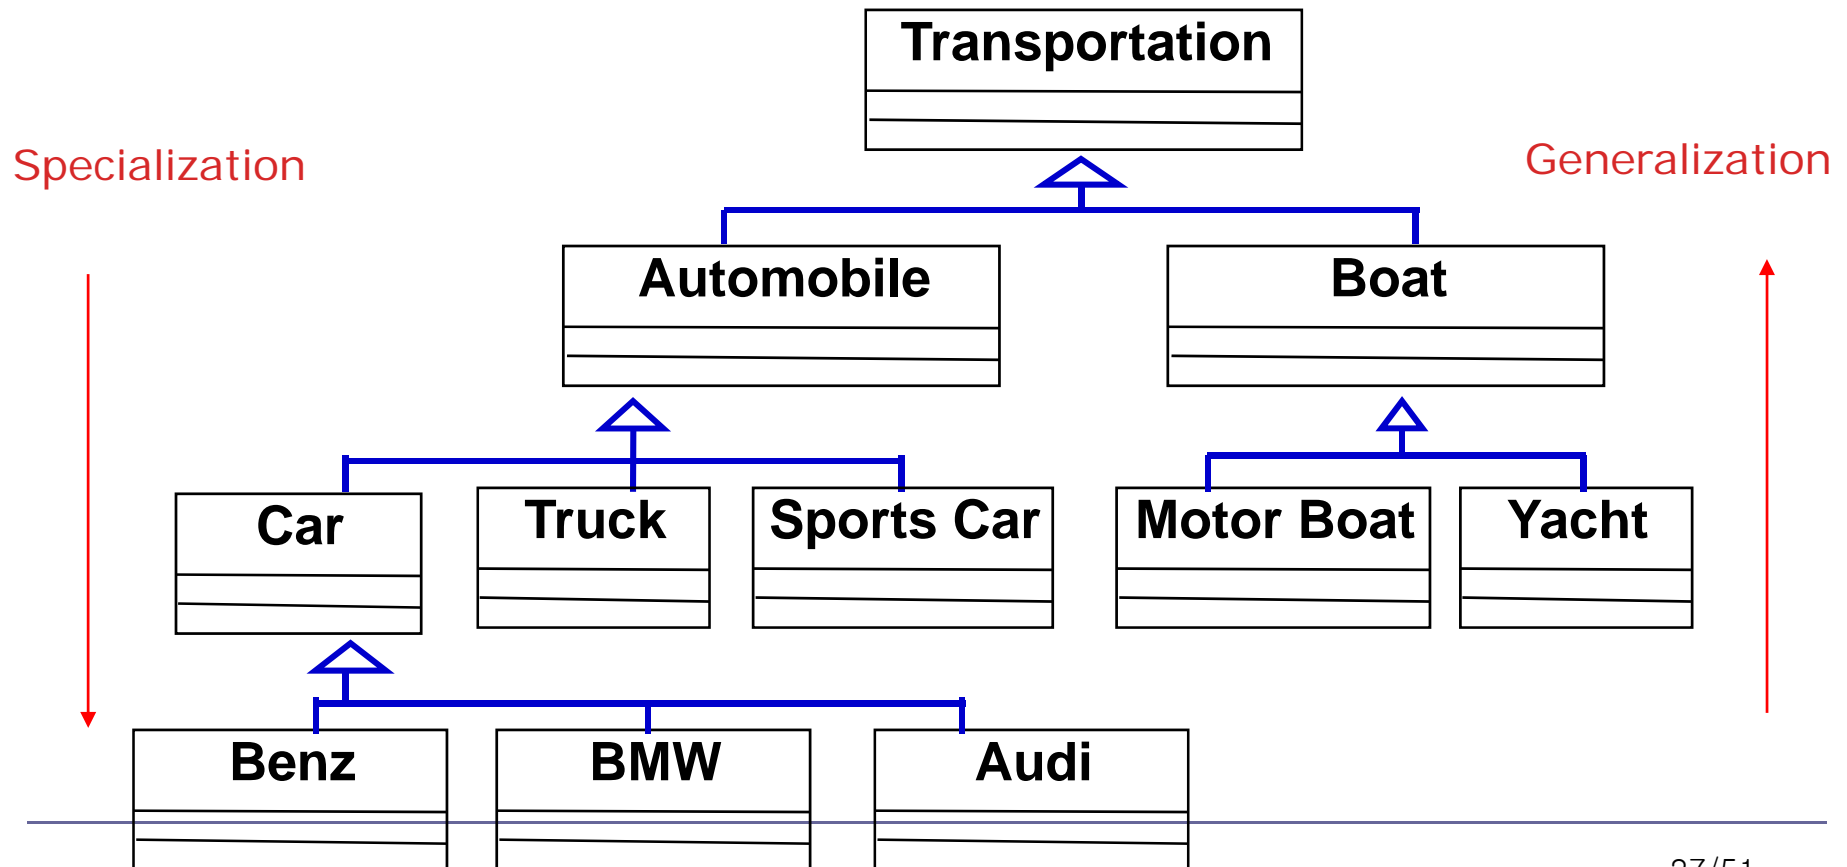 Transportation
Specialization
Generalization
Automobile
Boat
Car
Truck
Sports Car
Motor Boat
Yacht
Benz
BMW
Audi